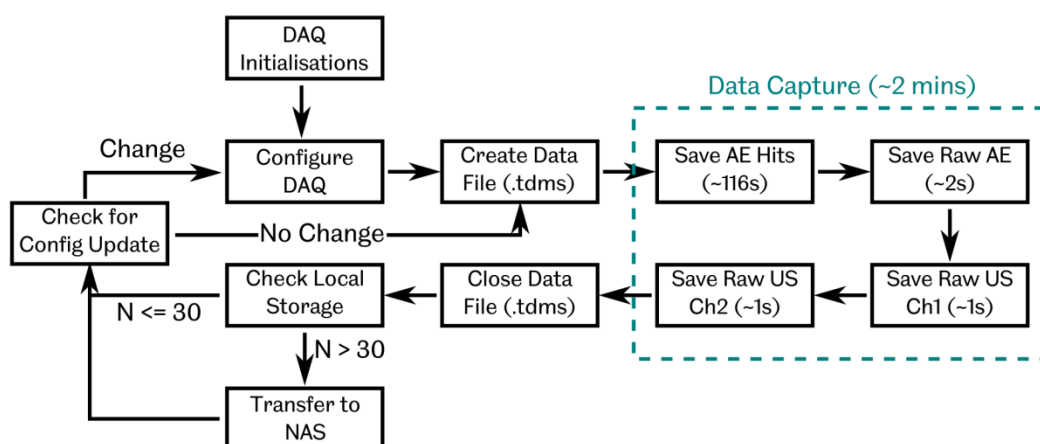 DAQ
Initialisations
Data Capture (~2 mins)
Change
Configure
DAQ
Create Data
File (.tdms)
Save AE Hits
(~116s)
Save Raw AE
(~2s)
Check for
Config Update
No Change
Check Local
Storage
Close Data
File (.tdms)
Save Raw US
Ch2 (~1s)
Save Raw US
Ch1 (~1s)
N <= 30
N > 30
Transfer to
NAS